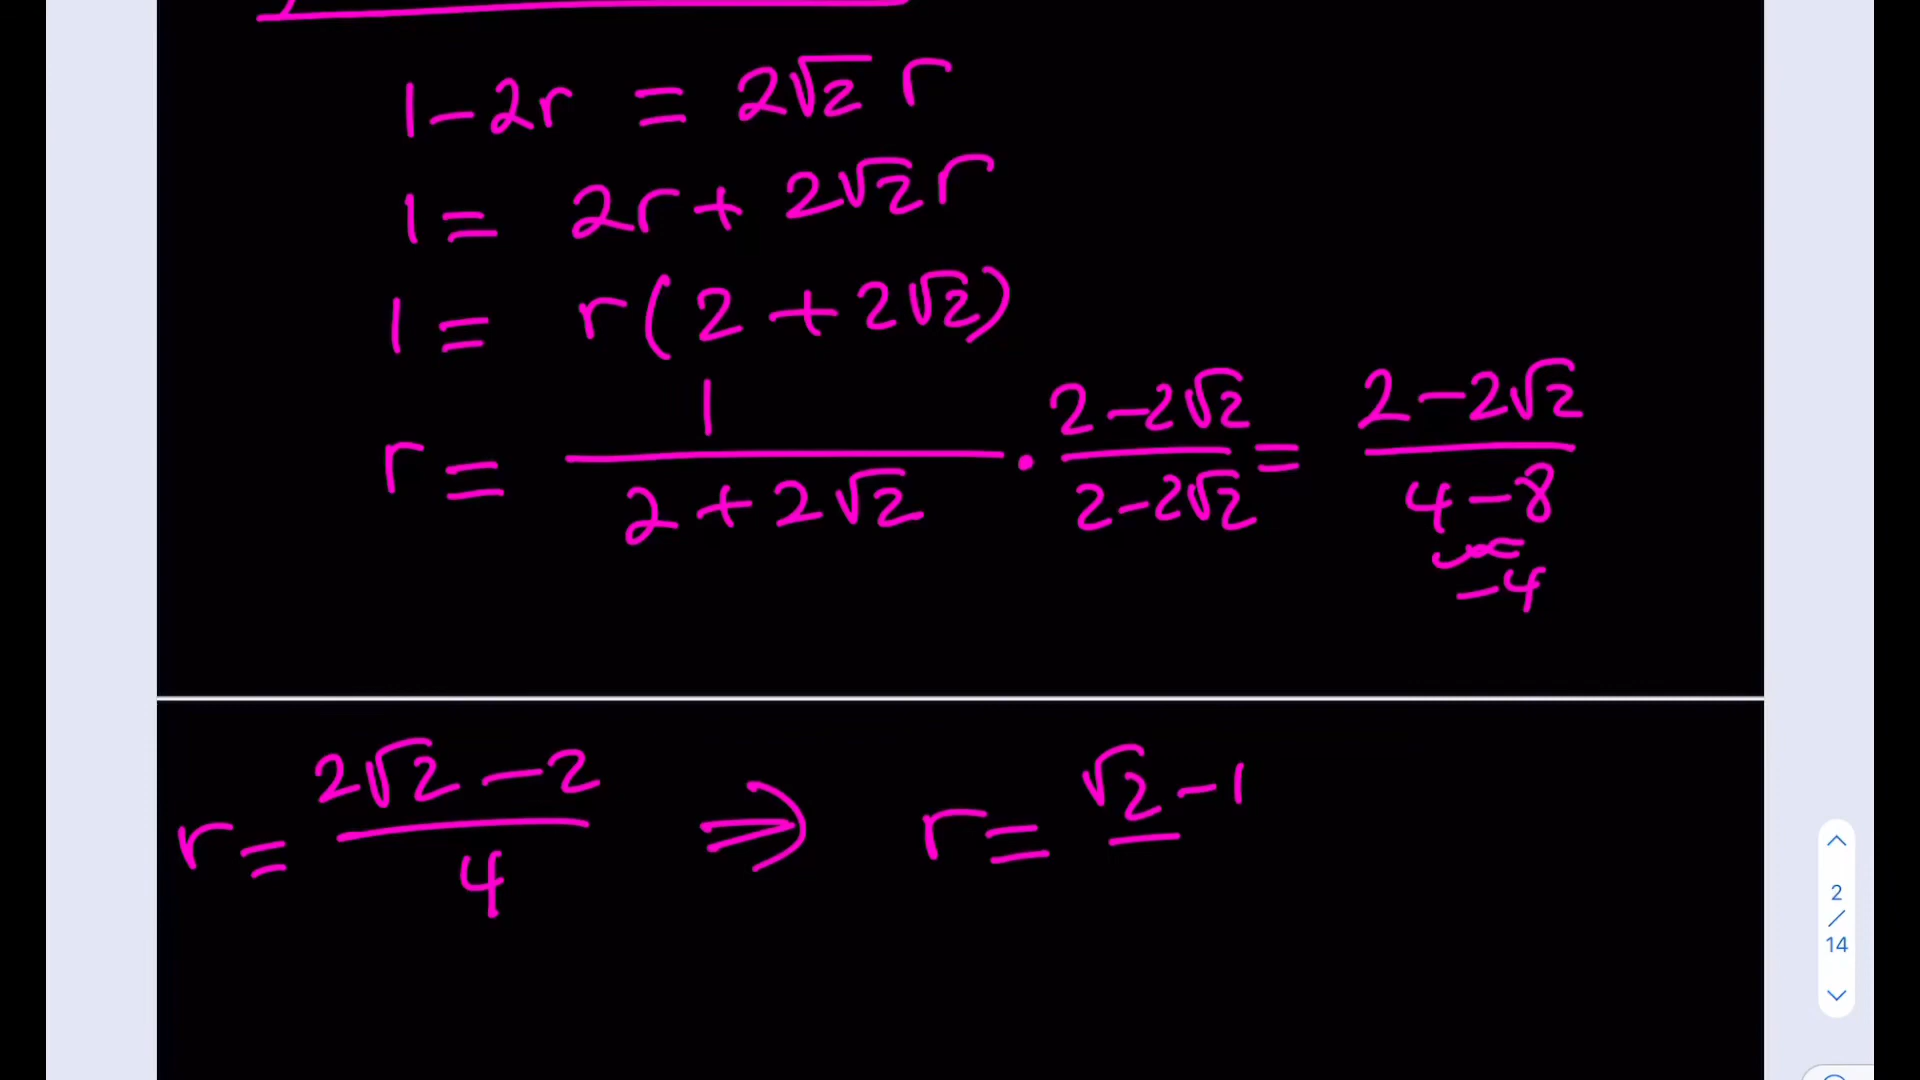 1 - 2r = 2√2 r
1 = 2r + 2√2 r
1 = r(2 + 2√2)
r = 1/(2 + 2√2) · (2 - 2√2)/(2 - 2√2) = (2 - 2√2)/(4 - 8)
-4
r = (2√2 - 2)/4 ⇒ r = √2 - 1
2
/
14